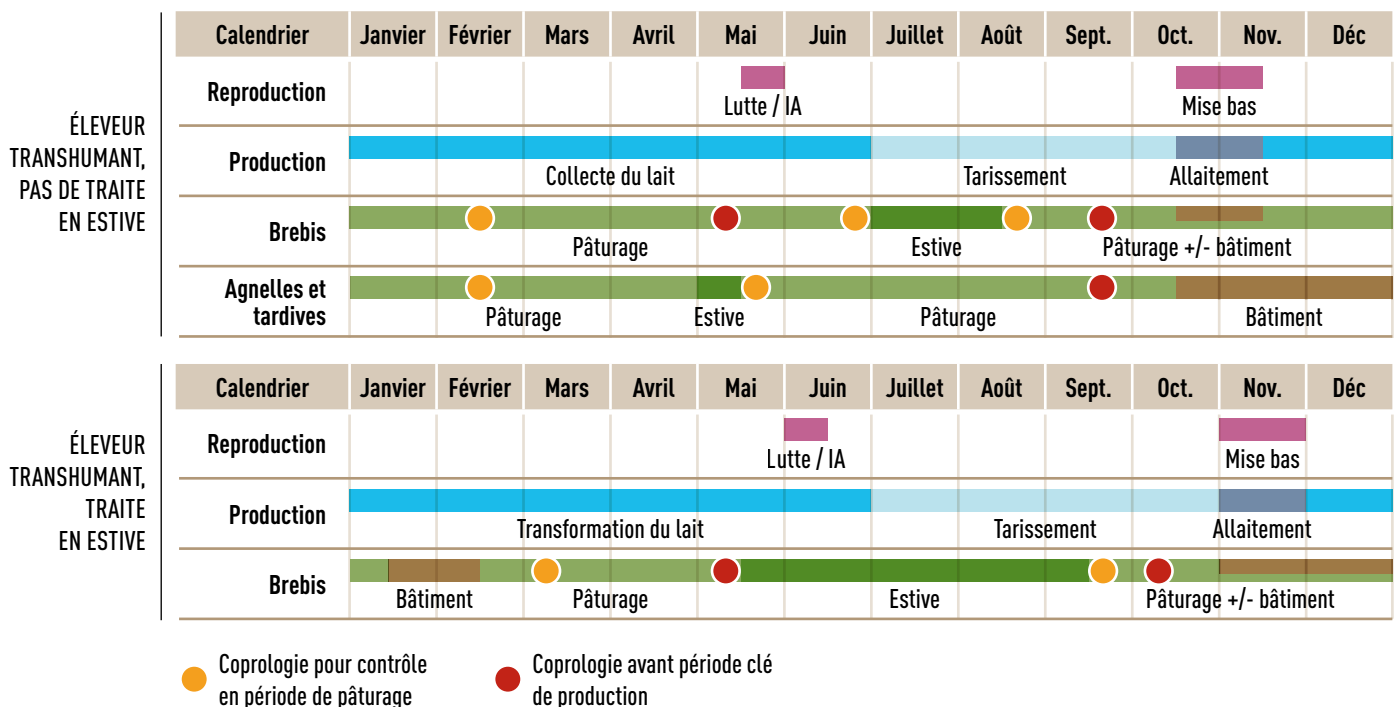 Calendrier Janvier Février Mars Avril Mai Juin Juillet Août Sept. Oct. Nov. Déc
ÉLEVEUR
TRANSHUMANT,
PAS DE TRAITE
EN ESTIVE
Reproduction
Lutte / IA Mise bas
Production
Collecte du lait Tarissement Allaitement
Brebis
Pâturage Estive Pâturage +/- bâtiment
Agnelles et
tardives
Pâturage Estive Pâturage Bâtiment
Calendrier Janvier Février Mars Avril Mai Juin Juillet Août Sept. Oct. Nov. Déc
ÉLEVEUR
TRANSHUMANT,
TRAITE
EN ESTIVE
Reproduction
Lutte / IA Mise bas
Production
Transformation du lait Tarissement Allaitement
Brebis
Bâtiment Pâturage Estive Pâturage +/- bâtiment
Coprologie pour contrôle
en période de pâturage
Coprologie avant période clé
de production